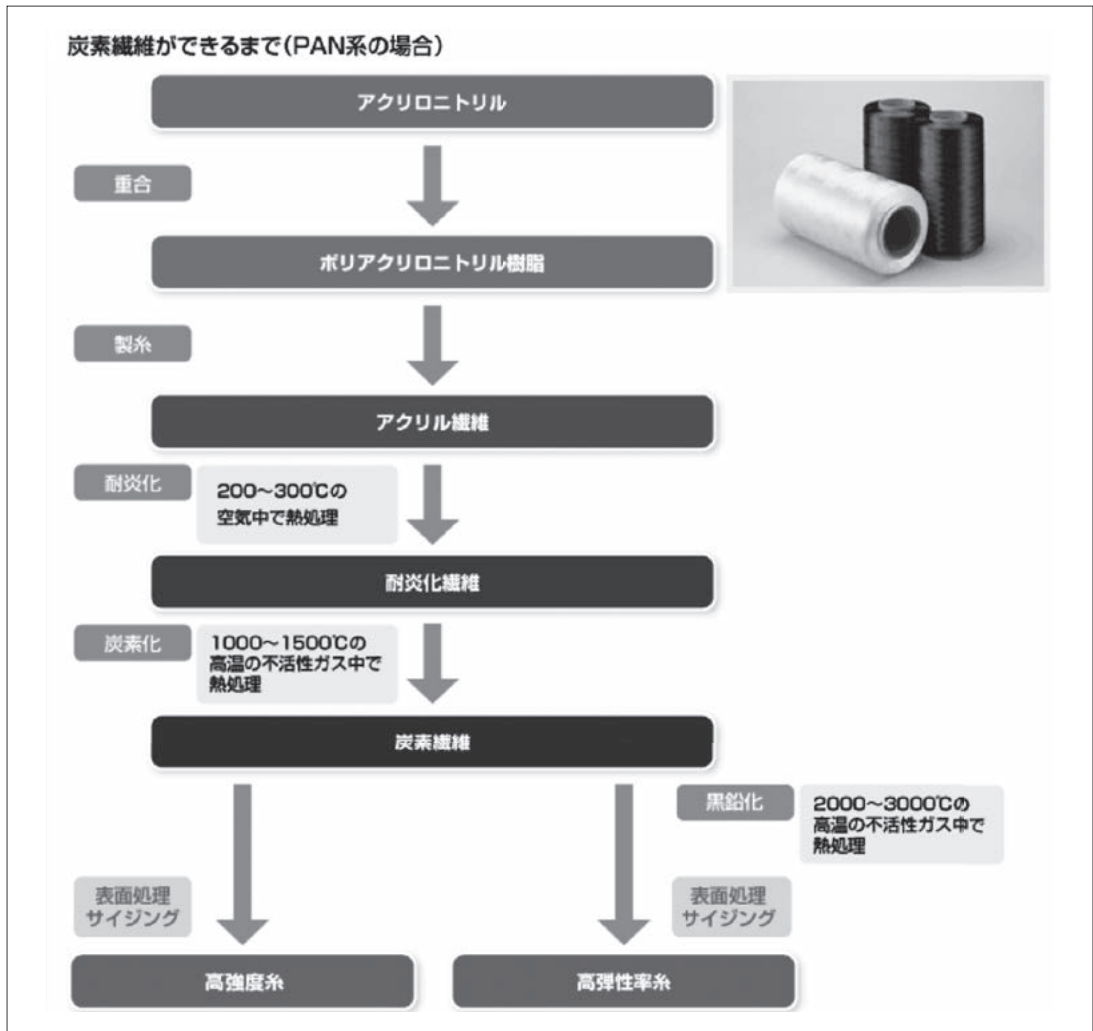 炭素繊維ができるまで(PAN系の場合)
アクリロニトリル
重合
ポリアクリロニトリル樹脂
製糸
アクリル繊維
耐炎化
200〜300℃の
空気中で熱処理
耐炎化繊維
炭素化
1000〜1500℃の
高温の不活性ガス中で
熱処理
炭素繊維
黒鉛化
2000〜3000℃の
高温の不活性ガス中で
熱処理
表面処理
サイジング
表面処理
サイジング
高強度糸
高弾性率糸